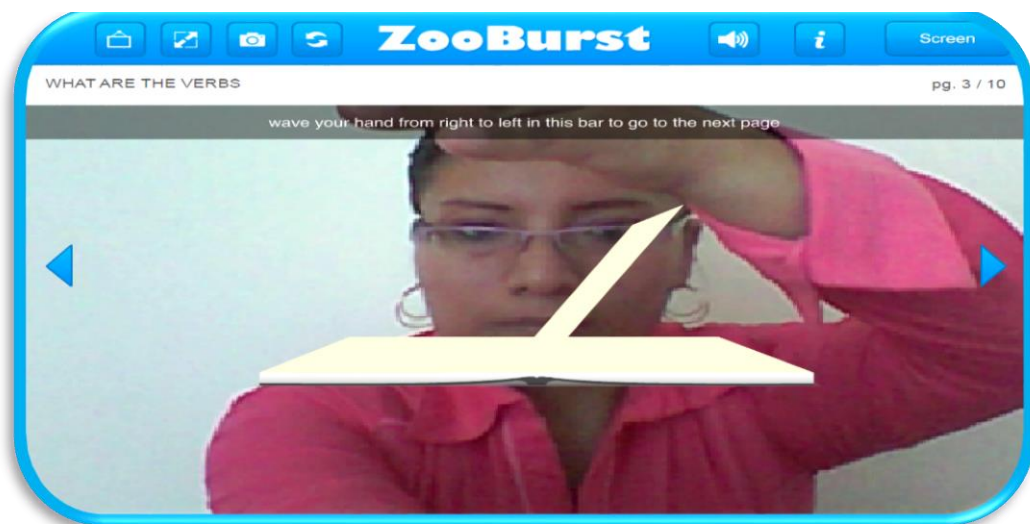 ZooBurst
i
Screen
WHAT ARE THE VERBS
pg. 3 / 10
wave your hand from right to left in this bar to go to the next page